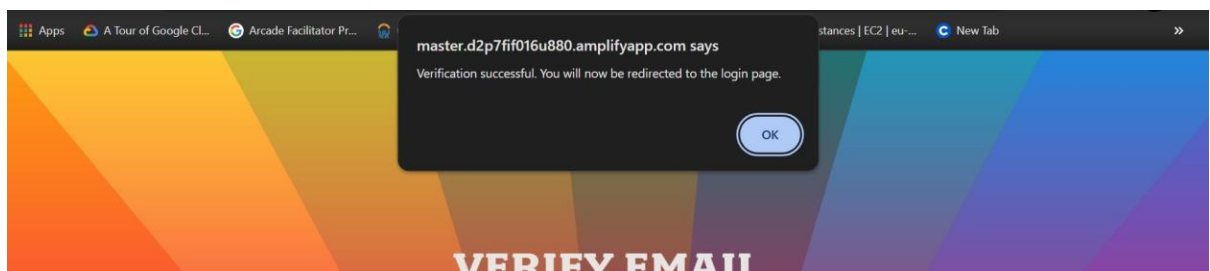 Apps A Tour of Google Cl... Arcade Facilitator Pr... stances | EC2 | eu-... New Tab »
master.d2p7fif016u880.amplifyapp.com says
Verification successful. You will now be redirected to the login page.
OK
VERIFY EMAIL